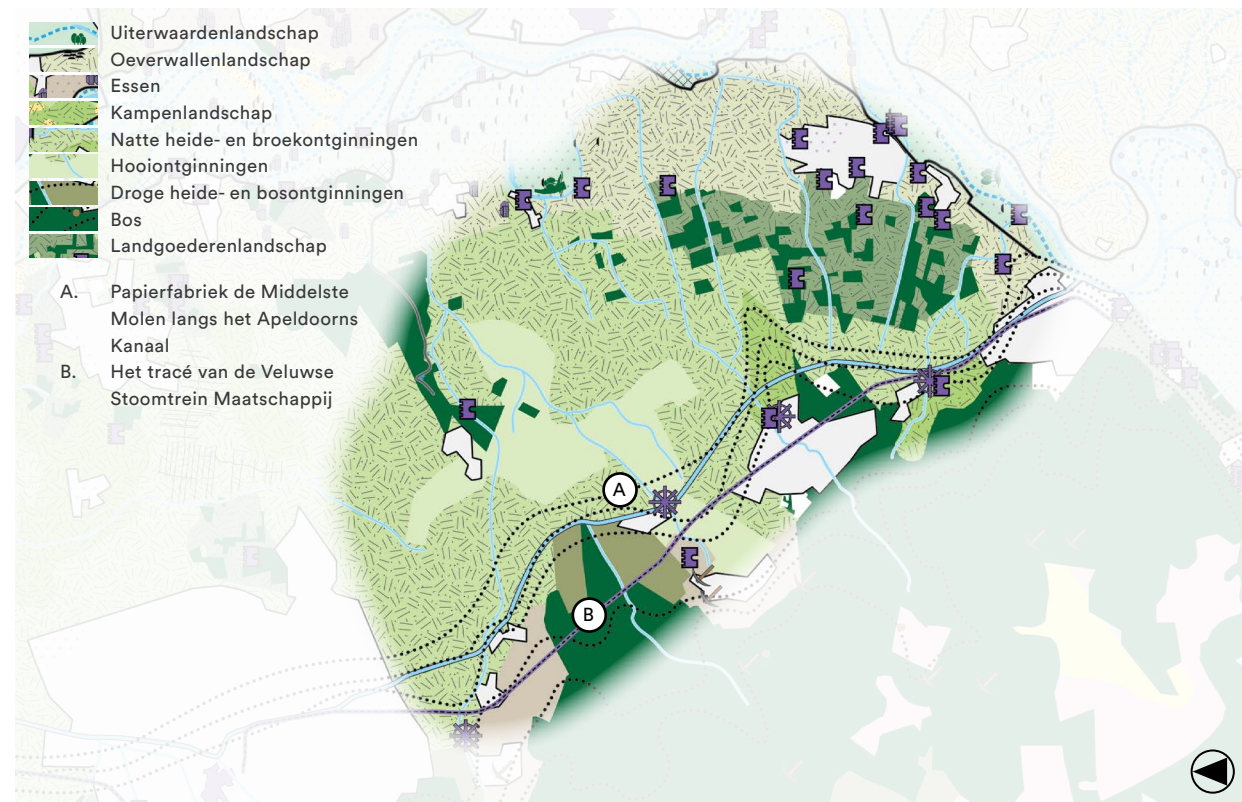 Uiterwaardenlandschap
Oeverwallenlandschap
Essen
Kampenlandschap
Natte heide- en broekontginningen
Hooiontginningen
Droge heide- en bosontginningen
Bos
Landgoederenlandschap
A. Papierfabriek de Middelste
Molen langs het Apeldoorns
Kanaal
B. Het tracé van de Veluwse
Stoomtrein Maatschappij
A
B